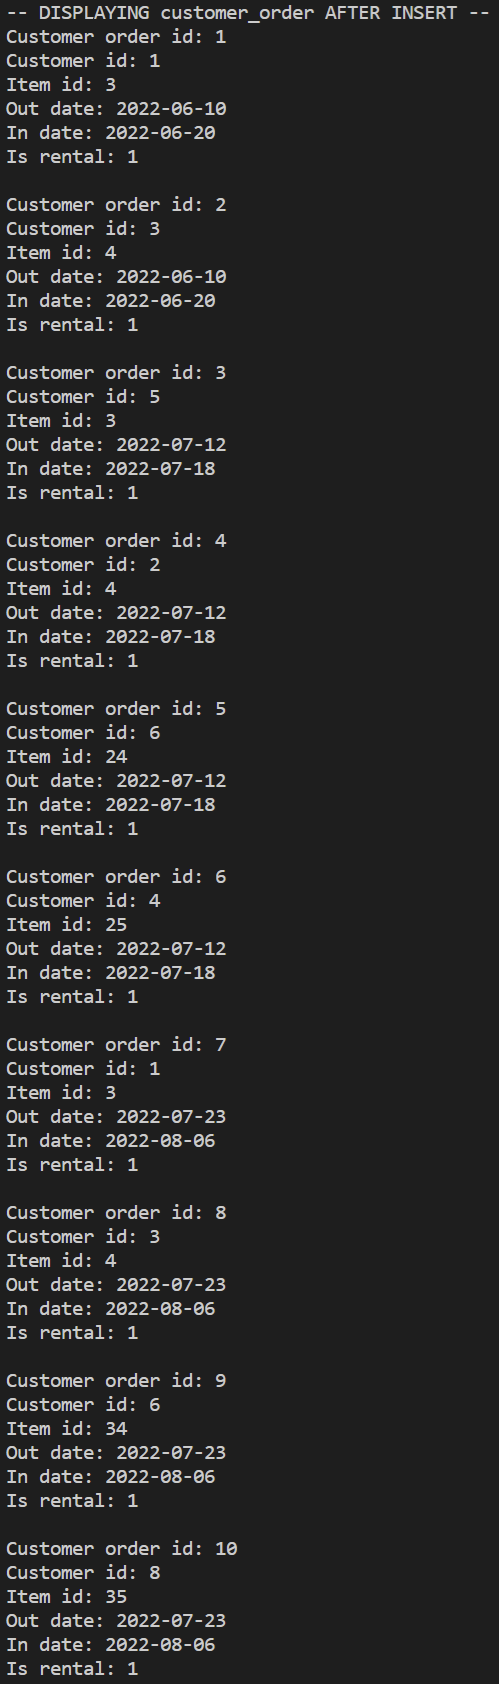 -- DISPLAYING customer_order AFTER INSERT --
Customer order id: 1
Customer id: 1
Item id: 3
Out date: 2022-06-10
In date: 2022-06-20
Is rental: 1

Customer order id: 2
Customer id: 3
Item id: 4
Out date: 2022-06-10
In date: 2022-06-20
Is rental: 1

Customer order id: 3
Customer id: 5
Item id: 3
Out date: 2022-07-12
In date: 2022-07-18
Is rental: 1

Customer order id: 4
Customer id: 2
Item id: 4
Out date: 2022-07-12
In date: 2022-07-18
Is rental: 1

Customer order id: 5
Customer id: 6
Item id: 24
Out date: 2022-07-12
In date: 2022-07-18
Is rental: 1

Customer order id: 6
Customer id: 4
Item id: 25
Out date: 2022-07-12
In date: 2022-07-18
Is rental: 1

Customer order id: 7
Customer id: 1
Item id: 3
Out date: 2022-07-23
In date: 2022-08-06
Is rental: 1

Customer order id: 8
Customer id: 3
Item id: 4
Out date: 2022-07-23
In date: 2022-08-06
Is rental: 1

Customer order id: 9
Customer id: 6
Item id: 34
Out date: 2022-07-23
In date: 2022-08-06
Is rental: 1

Customer order id: 10
Customer id: 8
Item id: 35
Out date: 2022-07-23
In date: 2022-08-06
Is rental: 1